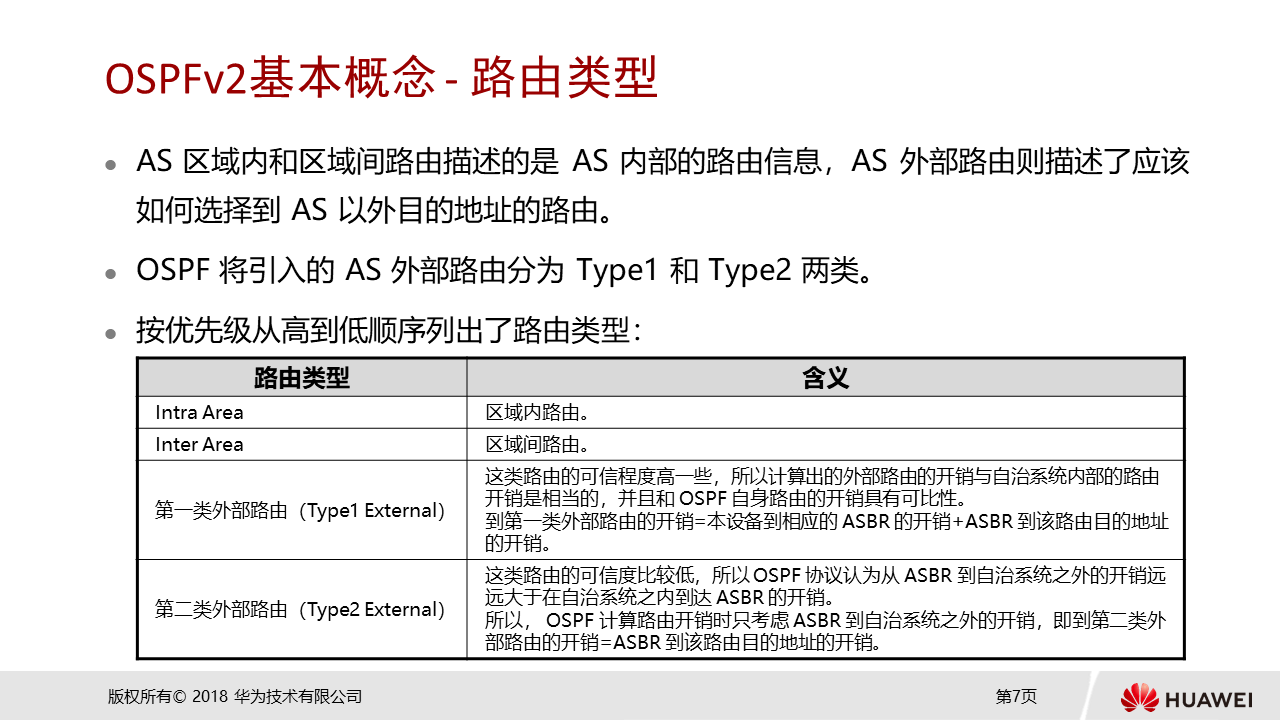 OSPFv2基本概念 - 路由类型
AS 区域内和区域间路由描述的是 AS 内部的路由信息，AS 外部路由则描述了应该
如何选择到 AS 以外目的地址的路由。
OSPF 将引入的 AS 外部路由分为 Type1 和 Type2 两类。
按优先级从高到低顺序列出了路由类型：
路由类型 含义
Intra Area 区域内路由。
Inter Area 区域间路由。
第一类外部路由（Type1 External）
这类路由的可信程度高一些，所以计算出的外部路由的开销与自治系统内部的路由
开销是相当的，并且和 OSPF 自身路由的开销具有可比性。
到第一类外部路由的开销=本设备到相应的 ASBR 的开销+ASBR 到该路由目的地址
的开销。
第二类外部路由（Type2 External）
这类路由的可信度比较低，所以 OSPF 协议认为从 ASBR 到自治系统之外的开销远
远大于在自治系统之内到达 ASBR 的开销。
所以， OSPF 计算路由开销时只考虑 ASBR 到自治系统之外的开销，即到第二类外
部路由的开销=ASBR 到该路由目的地址的开销。
版权所有© 2018 华为技术有限公司
第7页
HUAWEI